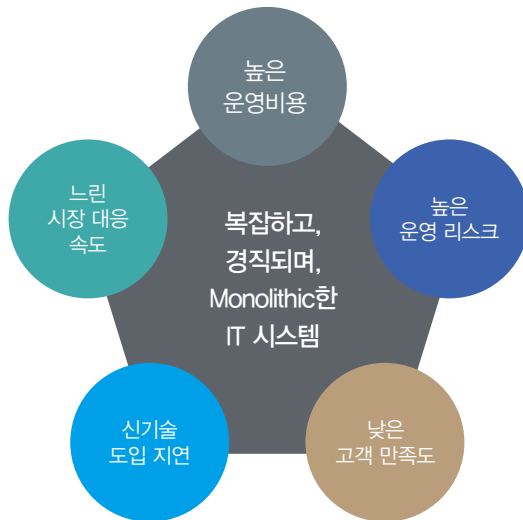 높은
운영비용
느린
시장 대응
속도
높은
운영 리스크
복잡하고,
경직되며,
Monolithic한
IT 시스템
신기술
도입 지연
낮은
고객 만족도